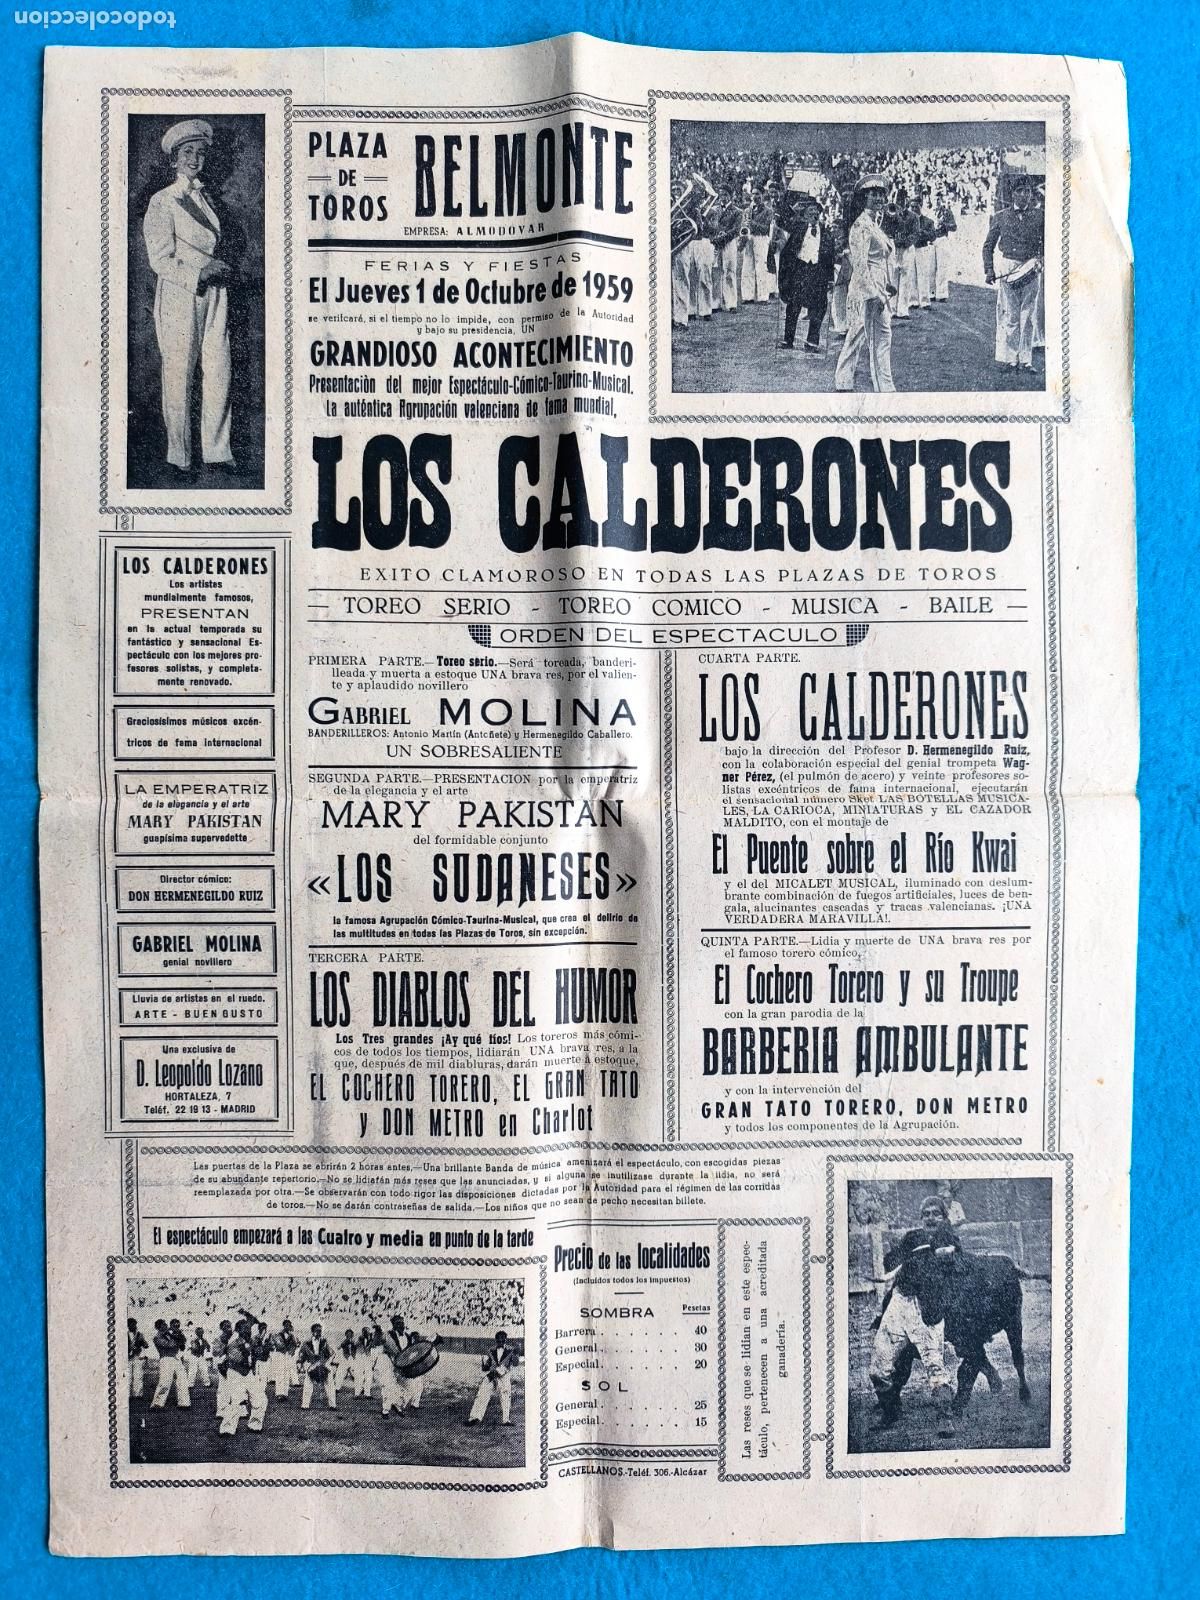 todocoleccion
PLAZA
DE
TOROS
BELMONTE
EMPRESA: ALMODOVAR
FERIAS Y FIESTAS
El Jueves 1 de Octubre de 1959
se verificará, si el tiempo no lo impide, con permiso de la Autoridad
y bajo su presidencia, UN
GRANDIOSO ACONTECIMIENTO
Presentaciòn del mejor Espectáculo-Cómico-Taurino-Musical.
La auténtica Agrupación valenciana de fama mundial,
LOS CALDERONES
EXITO CLAMOROSO EN TODAS LAS PLAZAS DE TOROS
— TOREO SERIO - TOREO COMICO - MUSICA - BAILE —
ORDEN DEL ESPECTACULO
LOS CALDERONES
Los artistas
mundialmente famosos,
PRESENTAN
en la actual temporada su
fantástico y sensacional Es-
pectáculo con los mejores pro-
fesores solistas, y completa-
mente renovado.
Graciosísimos músicos excén-
tricos de fama internacional
LA EMPERATRIZ
de la elegancia y el arte
MARY PAKISTAN
guapísima supervedette
Director cómico:
DON HERMENEGILDO RUIZ
GABRIEL MOLINA
genial novillero
Lluvia de artistas en el ruedo.
ARTE - BUEN GUSTO
Una exclusiva de
D. Leopoldo Lozano
HORTALEZA, 7
Teléf. 22 19 13 - MADRID
PRIMERA PARTE.—Toreo serio.—Será toreada, banderi-
lleada y muerta a estoque UNA brava res, por el valien-
te y aplaudido novillero
GABRIEL MOLINA
BANDERILLEROS: Antonio Martín (Antoñete) y Hermenegildo Caballero.
UN SOBRESALIENTE
SEGUNDA PARTE.—PRESENTACION por la emperatriz
de la elegancia y el arte
MARY PAKISTAN
del formidable conjunto
«LOS SUDANESES»
la famosa Agrupación Cómico-Taurina-Musical, que crea el delirio de
las multitudes en todas las Plazas de Toros, sin excepción.
TERCERA PARTE.
LOS DIABLOS DEL HUMOR
Los Tres grandes ¡Ay qué tíos! Los toreros más cómi-
cos de todos los tiempos, lidiarán UNA brava res, a la
que, después de mil diabluras, darán muerte a estoque,
EL COCHERO TORERO, EL GRAN TATO
y DON METRO en Charlot
CUARTA PARTE.
LOS CALDERONES
bajo la dirección del Profesor D. Hermenegildo Ruiz,
con la colaboración especial del genial trompeta Wag
ner Pérez, (el pulmón de acero) y veinte profesores so-
listas excéntricos de fama internacional, ejecutarán
el sensacional número Sket LAS BOTELLAS MUSICA-
LES, LA CARIOCA, MINIATURAS y EL CAZADOR
MALDITO, con el montaje de
El Puente sobre el Río Kwai
y el del MICALET MUSICAL, iluminado con deslum-
brante combinación de fuegos artificiales, luces de ben-
gala, alucinantes cascadas y tracas valencianas. ¡UNA
VERDADERA MARAVILLA!.
QUINTA PARTE.—Lidia y muerte de UNA brava res por
el famoso torero cómico,
El Cochero Torero y su Troupe
con la gran parodia de la
BARBERIA AMBULANTE
y con la intervención del
GRAN TATO TORERO, DON METRO
y todos los componentes de la Agrupación.
Las puertas de la Plaza se abrirán 2 horas antes.—Una brillante Banda de música amenizará el espectáculo, con escogidas piezas
de su abundante repertorio.—No se lidiarán más reses que las anunciadas, y si alguna se inutilizase durante la lidia, no será
reemplazada por otra.—Se observarán con todo rigor las disposiciones dictadas por la Autoridad para el régimen de las corridas
de toros.—No se darán contraseñas de salida.—Los niños que no sean de pecho necesitan billete.
El espectáculo empezará a las Cuatro y media en punto de la tarde
Precio de las localidades
(Incluídos todos los impuestos)
SOMBRA Pesetas
Barrera. . . . . . . 40
General . . . . . . 30
Especial. . . . . . 20
SOL
General . . . . . . 25
Especial. . . . . . 15
CASTELLANOS.-Teléf. 306.-Alcázar
Las reses que se lidian en este espec-
táculo, pertenecen a una acreditada
ganadería.